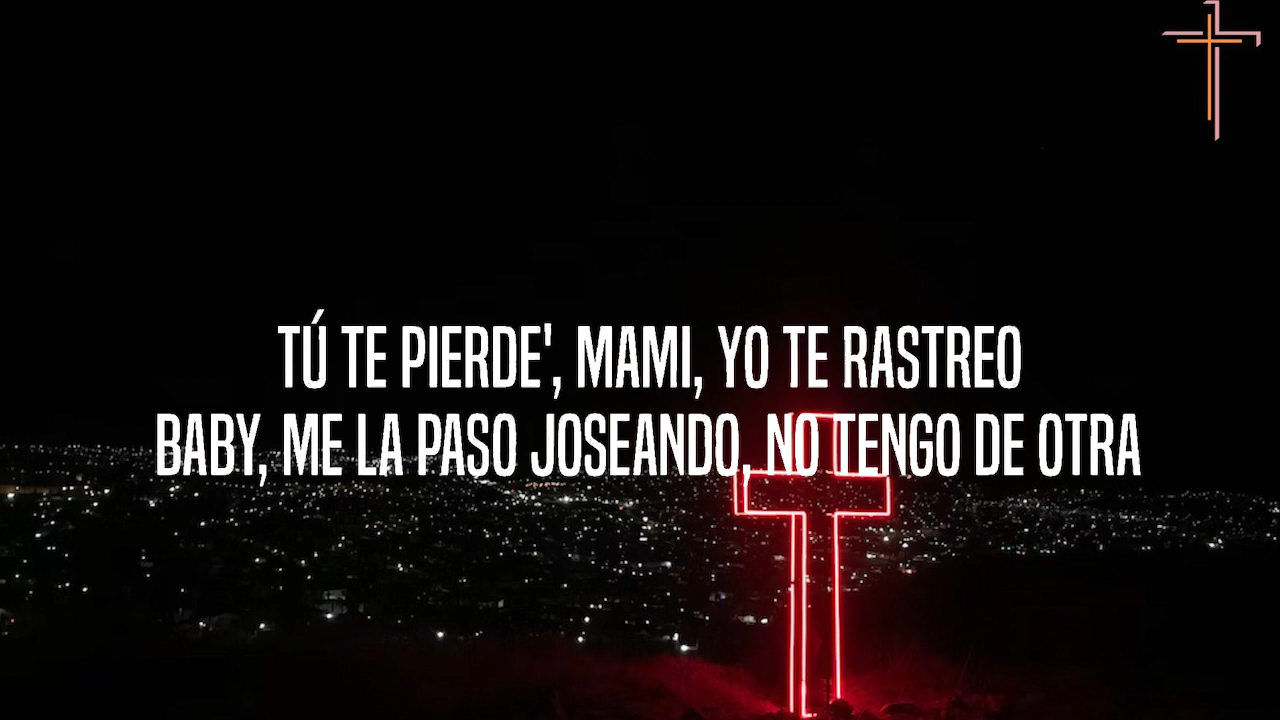 TÚ TE PIERDE', MAMI, YO TE RASTREO
BABY, ME LA PASO JOSEANDO, NO TENGO DE OTRA